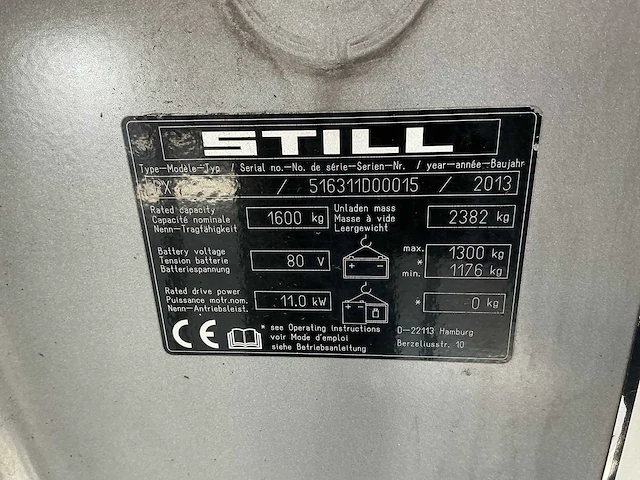 STILL
Type-Modèle-Typ / Serial no.-No. de série-Serien-Nr. / year-année-Baujahr
/ 516311D00015 / 2013
Rated capacity
Capacité nominale
Nenn-Tragfähigkeit
1600 kg
Unladen mass
Masse à vide
Leergewicht
2382 kg
Battery voltage
Tension batterie
Batteriespannung
80 V
max. 1300 kg
*
min. 1176 kg
Rated drive power
Puissance motr.nom.
Nenn-Antriebsleist.
11.0 kW
* 0 kg
CE
* see Operating instructions
voir Mode d'emploi
siehe Betriebsanleitung
D-22113 Hamburg
Berzeliusstr. 10